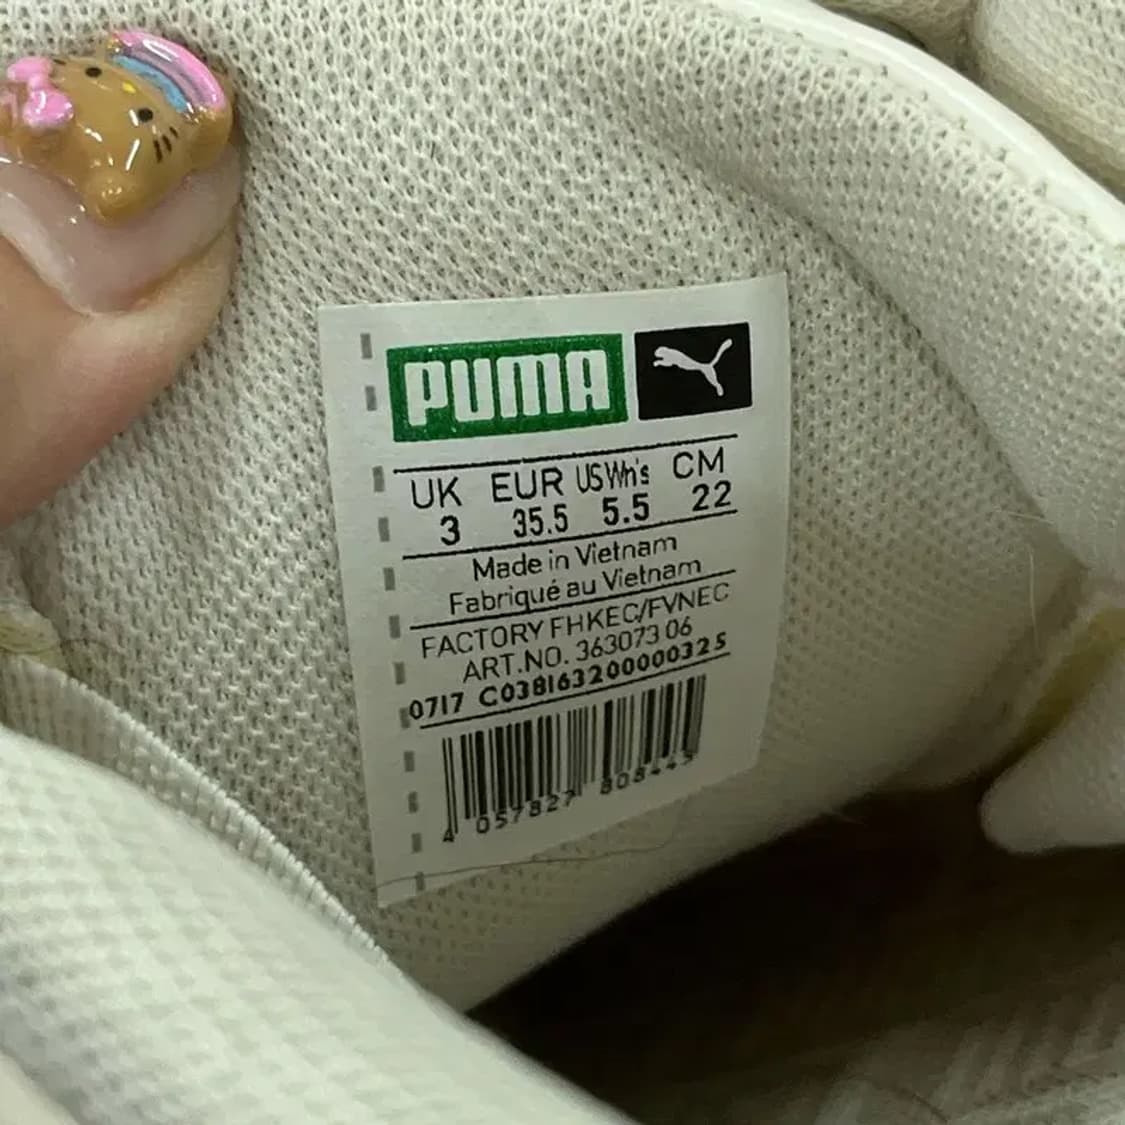 PUMA
UK EUR US Wn's CM
3 35.5 5.5 22
Made in Vietnam
Fabriqué au Vietnam
FACTORY FHKEC/FVNEC
ART.NO. 363073 06
0717 C038163200000325
4 057827 808445